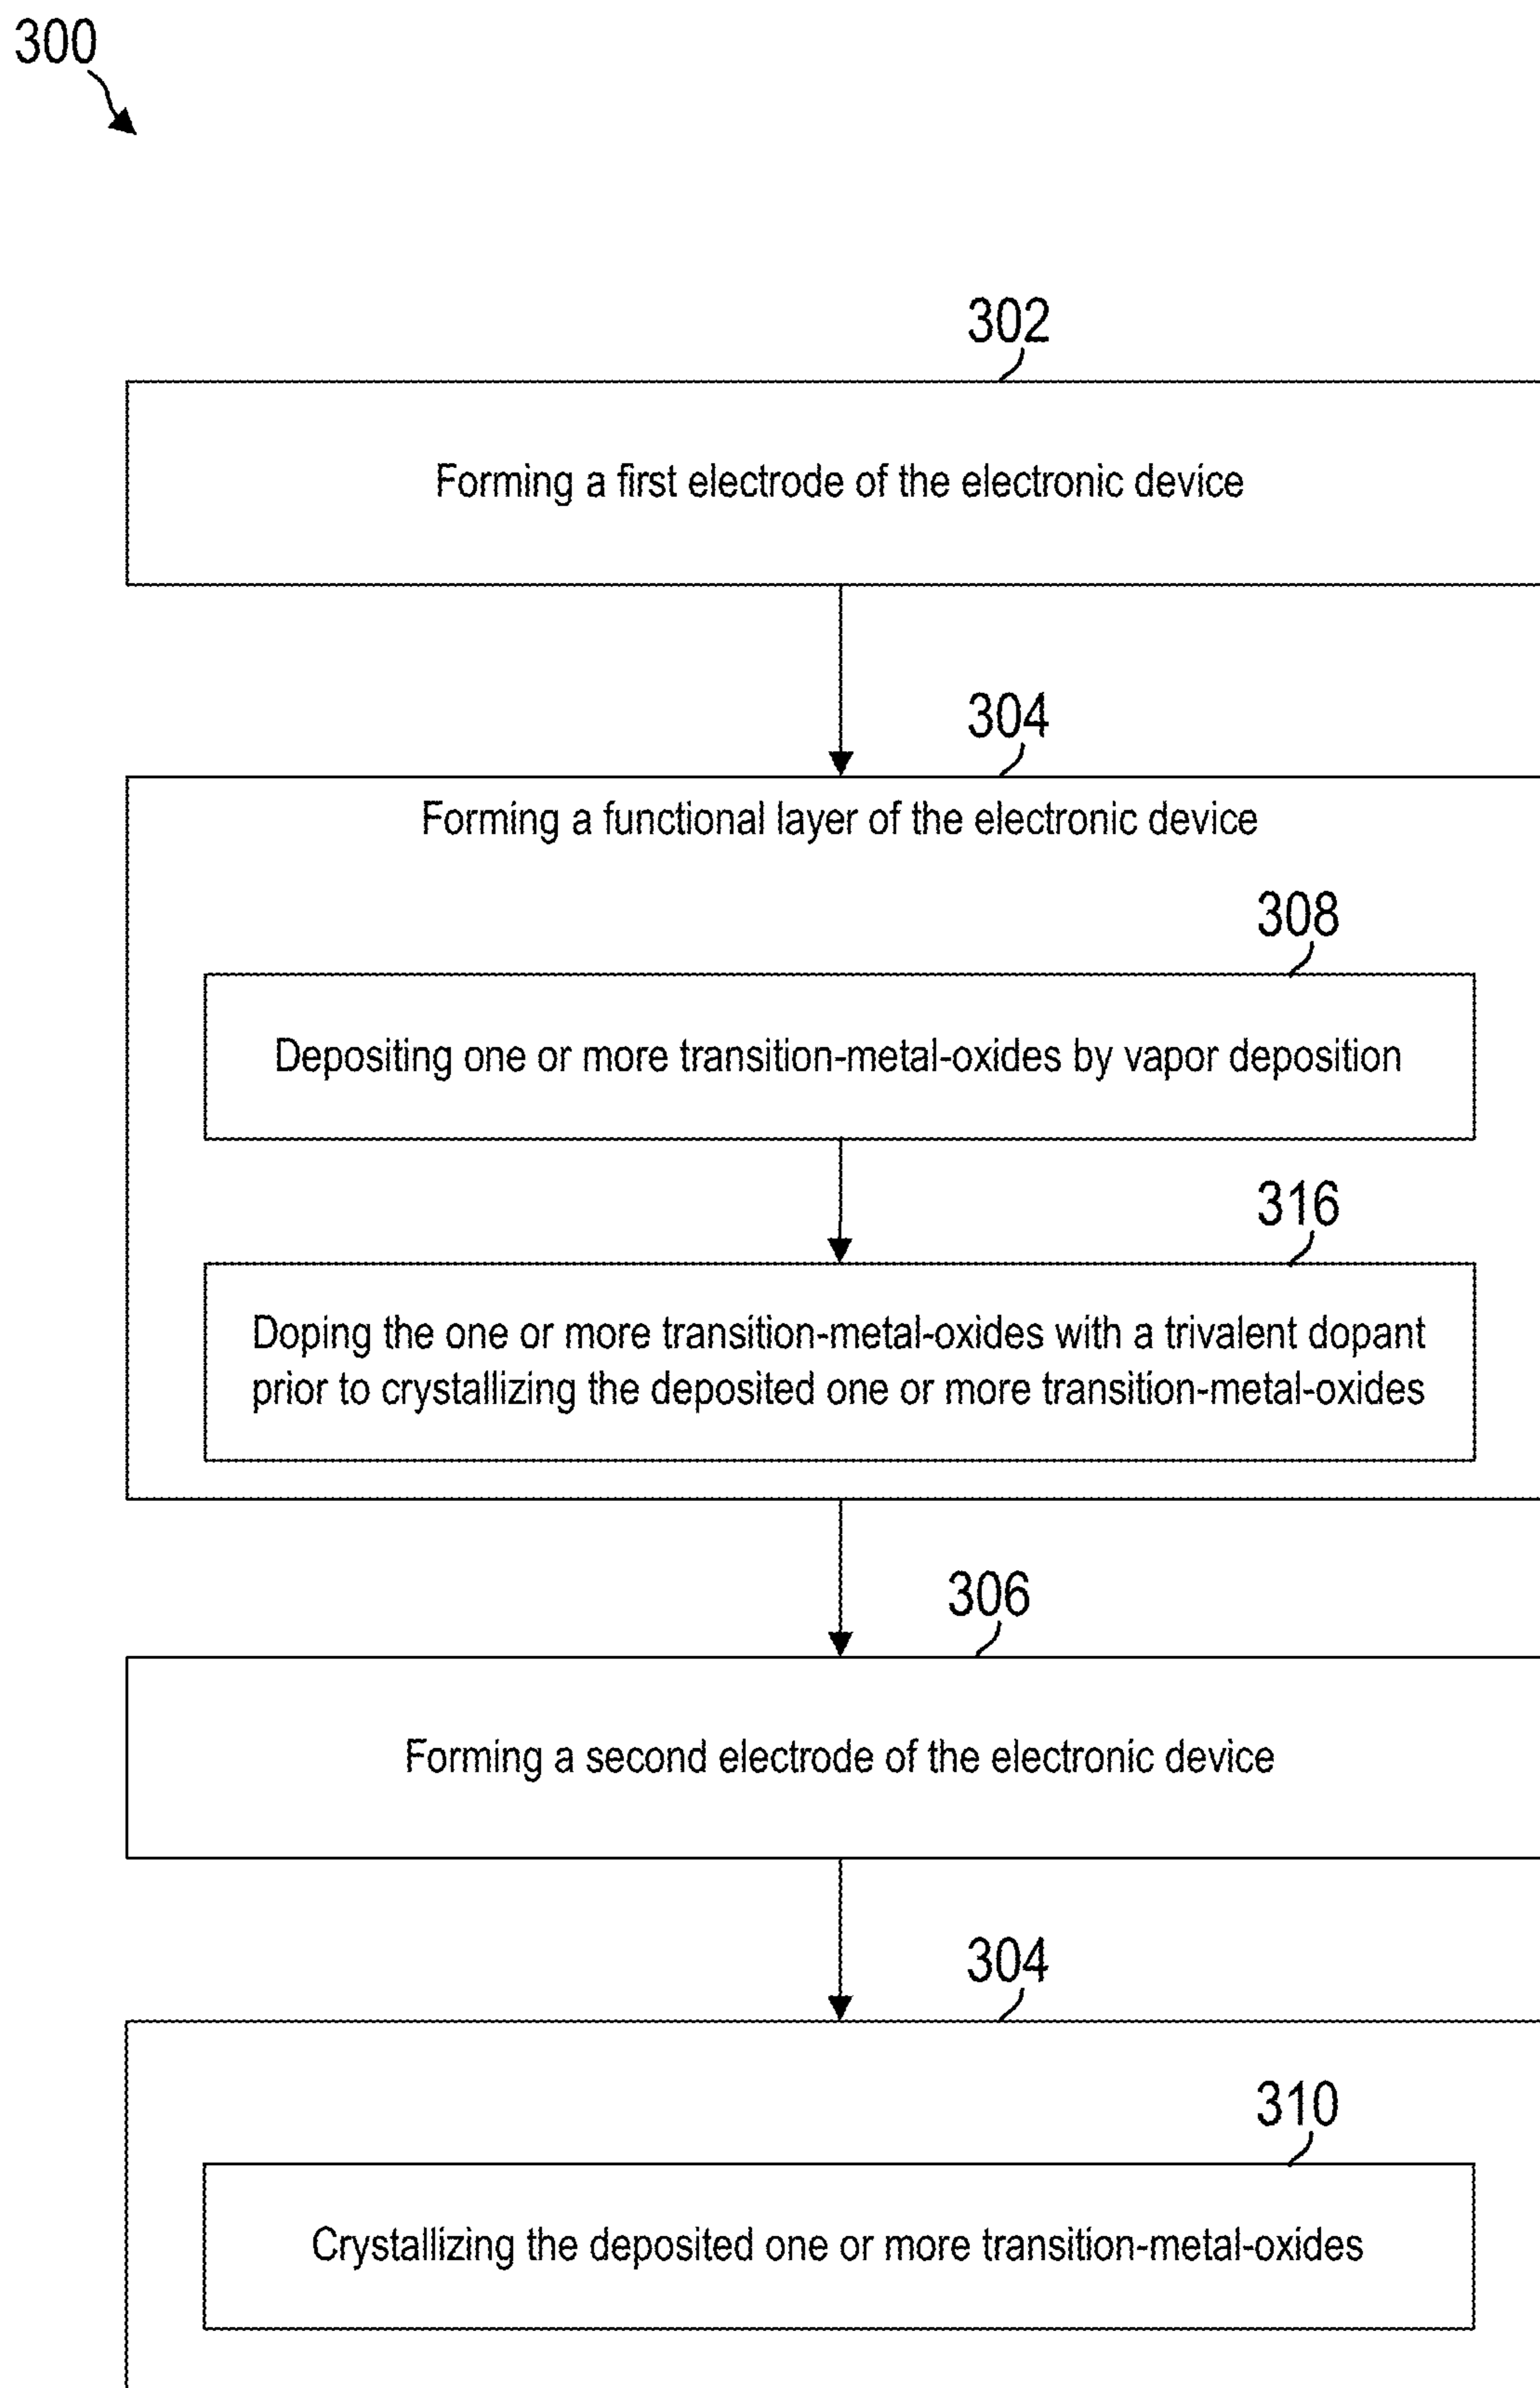 300
302
Forming a first electrode of the electronic device
304
Forming a functional layer of the electronic device
308
Depositing one or more transition-metal-oxides by vapor deposition
316
Doping the one or more transition-metal-oxides with a trivalent dopant
prior to crystallizing the deposited one or more transition-metal-oxides
306
Forming a second electrode of the electronic device
304
310
Crystallizing the deposited one or more transition-metal-oxides